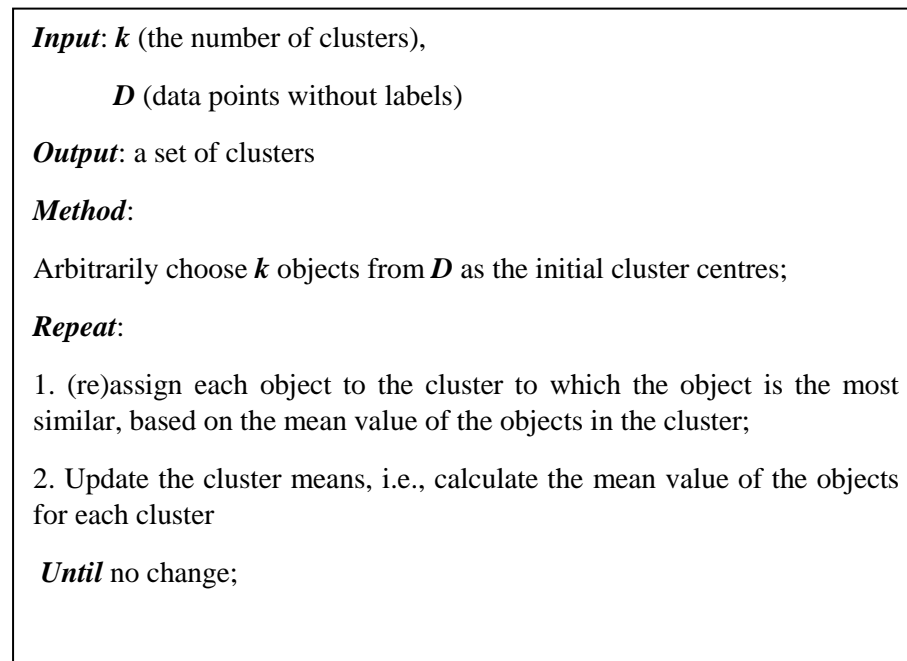 Input: k (the number of clusters),
D (data points without labels)
Output: a set of clusters
Method:
Arbitrarily choose k objects from D as the initial cluster centres;
Repeat:
1. (re)assign each object to the cluster to which the object is the most
similar, based on the mean value of the objects in the cluster;
2. Update the cluster means, i.e., calculate the mean value of the objects
for each cluster
Until no change;